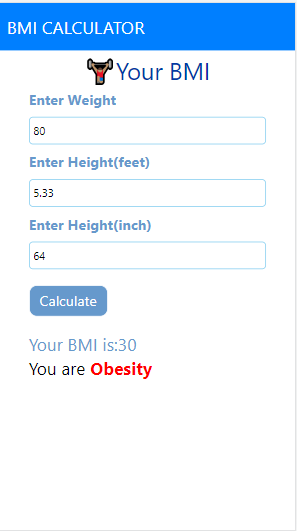 BMI CALCULATOR
Your BMI
Enter Weight
80
Enter Height(feet)
5.33
Enter Height(inch)
64
Calculate
Your BMI is:30
You are Obesity